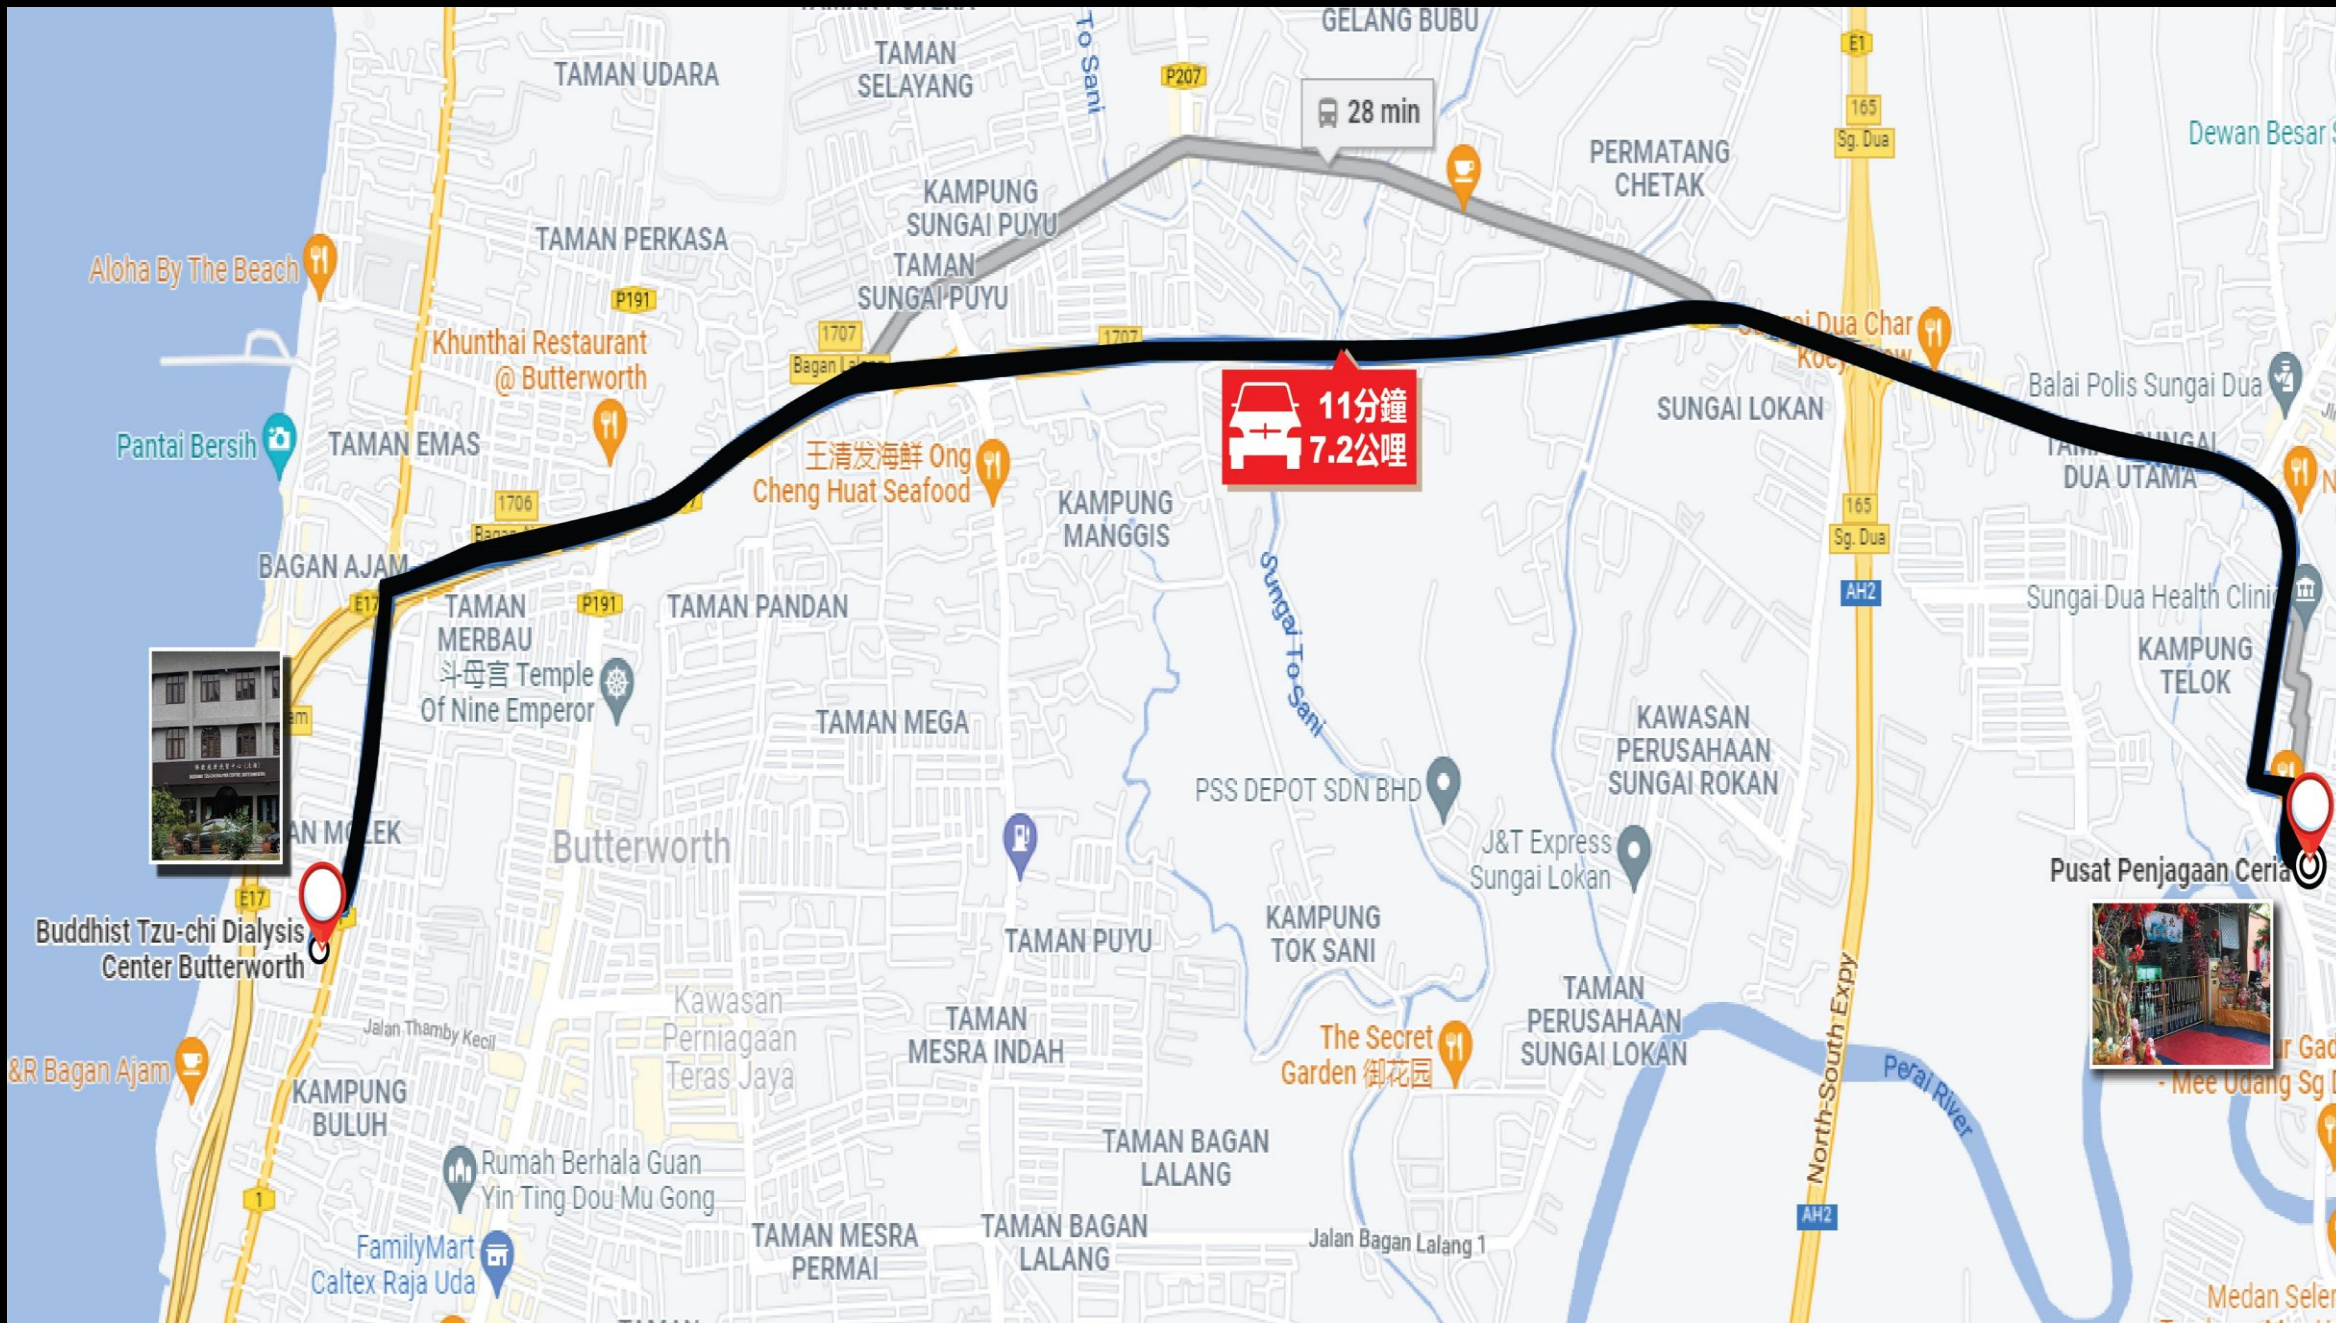 GELANG BUBU
To Sani
TAMAN
SELAYANG
TAMAN UDARA
P207
E1
165
Sg. Dua
28 min
Dewan Besar
PERMATANG
CHETAK
KAMPUNG
SUNGAI PUYU
TAMAN PERKASA
TAMAN
SUNGAI PUYU
Aloha By The Beach
P191
1707
Bagan
1707
Khunthai Restaurant
@ Butterworth
Dua Char
Balai Polis Sungai Dua
11分鐘
7.2公哩
SUNGAI LOKAN
Pantai Bersih
TAMAN EMAS
王清发海鮮 Ong
Cheng Huat Seafood
DUA UTAMA
1706
KAMPUNG
MANGGIS
165
Sg. Dua
BAGAN AJAM
E17
TAMAN
MERBAU
P191
TAMAN PANDAN
Sungai To Sani
AH2
Sungai Dua Health Clinic
KAMPUNG
TELOK
斗母宫 Temple
Of Nine Emperor
TAMAN MEGA
KAWASAN
PERUSAHAAN
SUNGAI ROKAN
PSS DEPOT SDN BHD
AN MOLEK
Butterworth
J&T Express
Sungai Lokan
Pusat Penjagaan Ceria
E17
Buddhist Tzu-chi Dialysis
Center Butterworth
TAMAN PUYU
KAMPUNG
TOK SANI
Kawasan
Perniagaan
Teras Jaya
TAMAN
MESRA INDAH
TAMAN
PERUSAHAAN
SUNGAI LOKAN
Jalan Thamby Kecil
The Secret
Garden 御花园
North-South Expy
Perai River
ur Gad
- Mee Udang Sg D
&R Bagan Ajam
KAMPUNG
BULUH
TAMAN BAGAN
LALANG
Rumah Berhala Guan
Yin Ting Dou Mu Gong
1
AH2
TAMAN MESRA
PERMAI
TAMAN BAGAN
LALANG
Jalan Bagan Lalang 1
FamilyMart
Caltex Raja Uda
Medan Seler